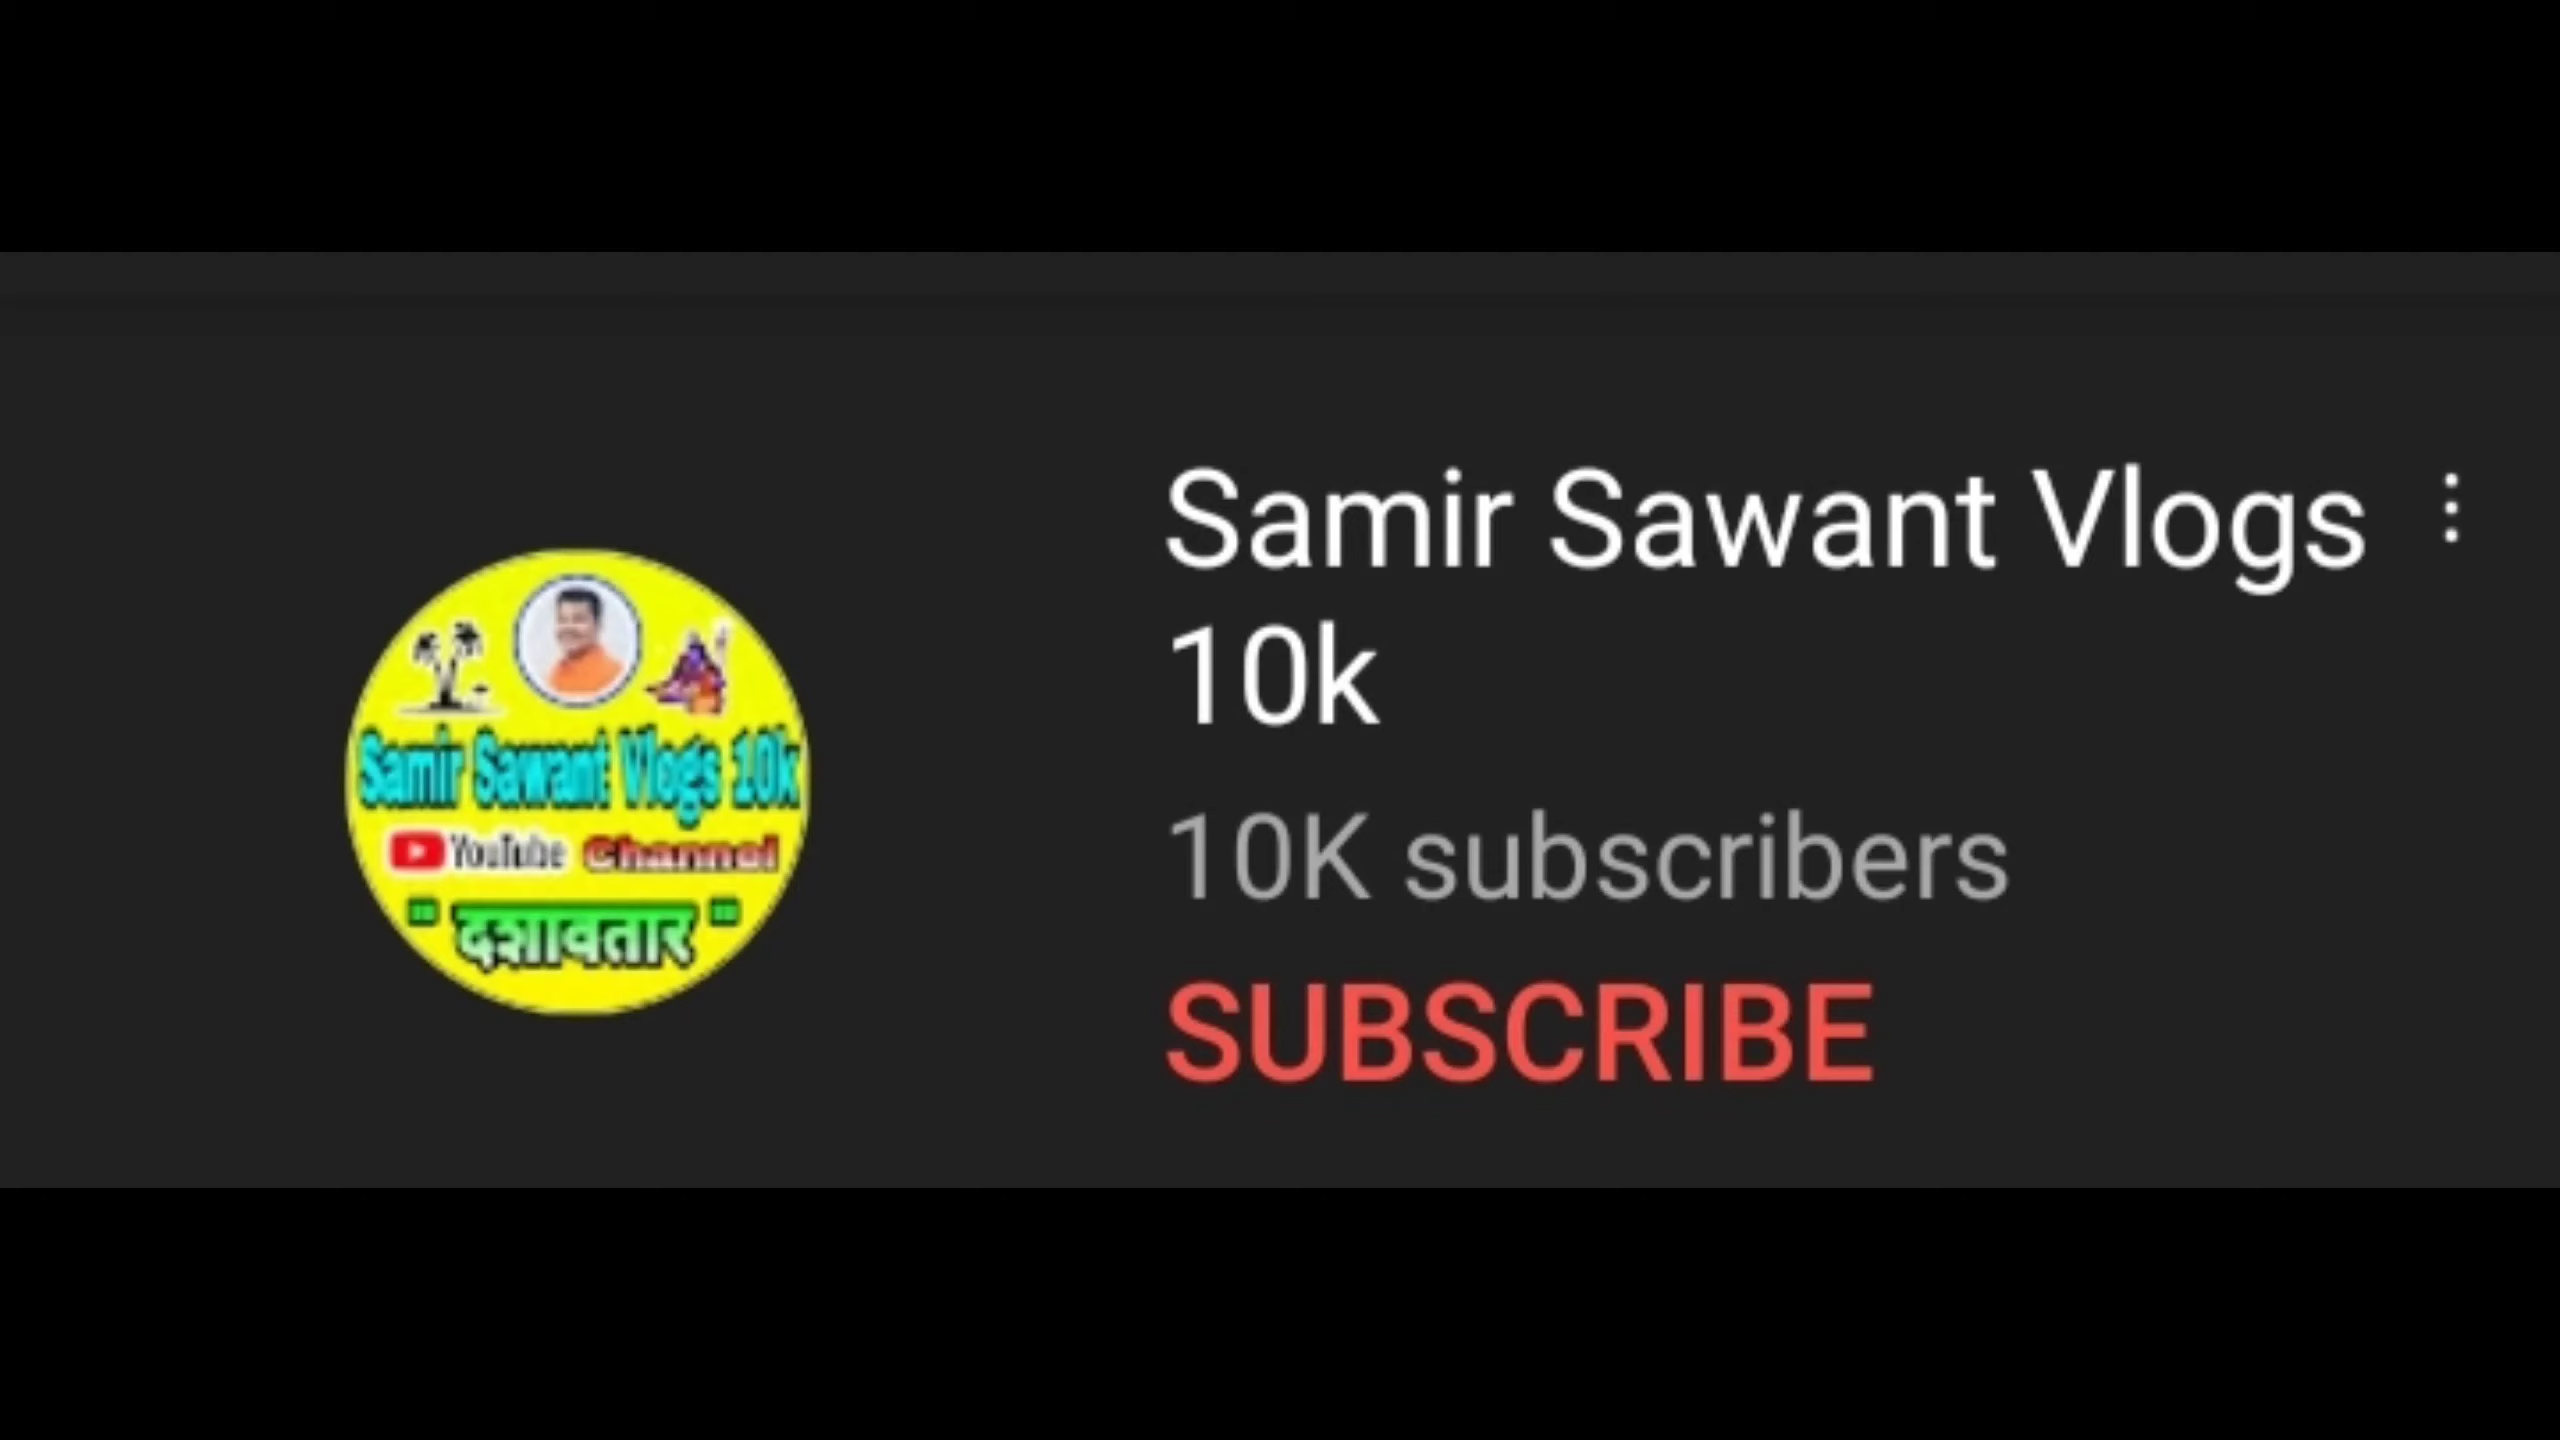 Samir Sawant Vlogs 10k
YouTube Channel
" दशावतार "
Samir Sawant Vlogs
10k
10K subscribers
SUBSCRIBE